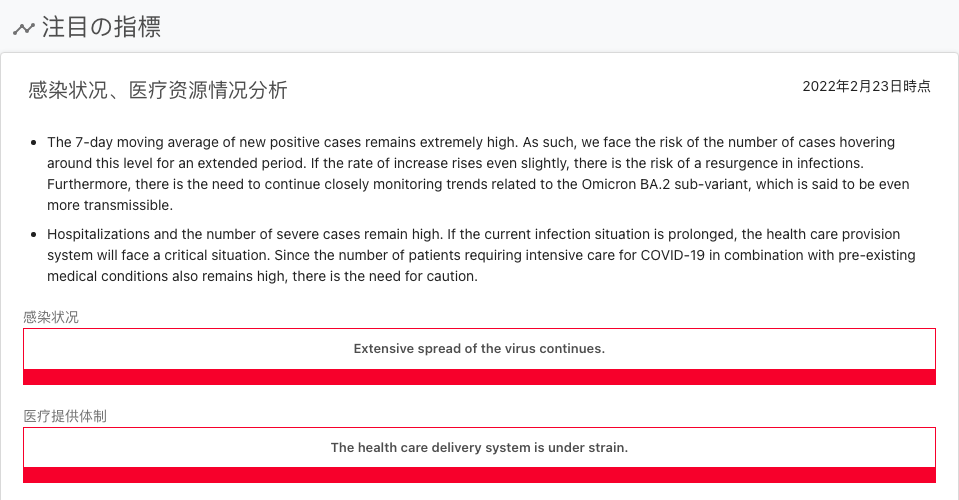 注目の指標
感染状况、医疗资源情况分析
2022年2月23日時点
The 7-day moving average of new positive cases remains extremely high. As such, we face the risk of the number of cases hovering
around this level for an extended period. If the rate of increase rises even slightly, there is the risk of a resurgence in infections.
Furthermore, there is the need to continue closely monitoring trends related to the Omicron BA.2 sub-variant, which is said to be even
more transmissible.
Hospitalizations and the number of severe cases remain high. If the current infection situation is prolonged, the health care provision
system will face a critical situation. Since the number of patients requiring intensive care for COVID-19 in combination with pre-existing
medical conditions also remains high, there is the need for caution.
感染状况
Extensive spread of the virus continues.
医疗提供体制
The health care delivery system is under strain.